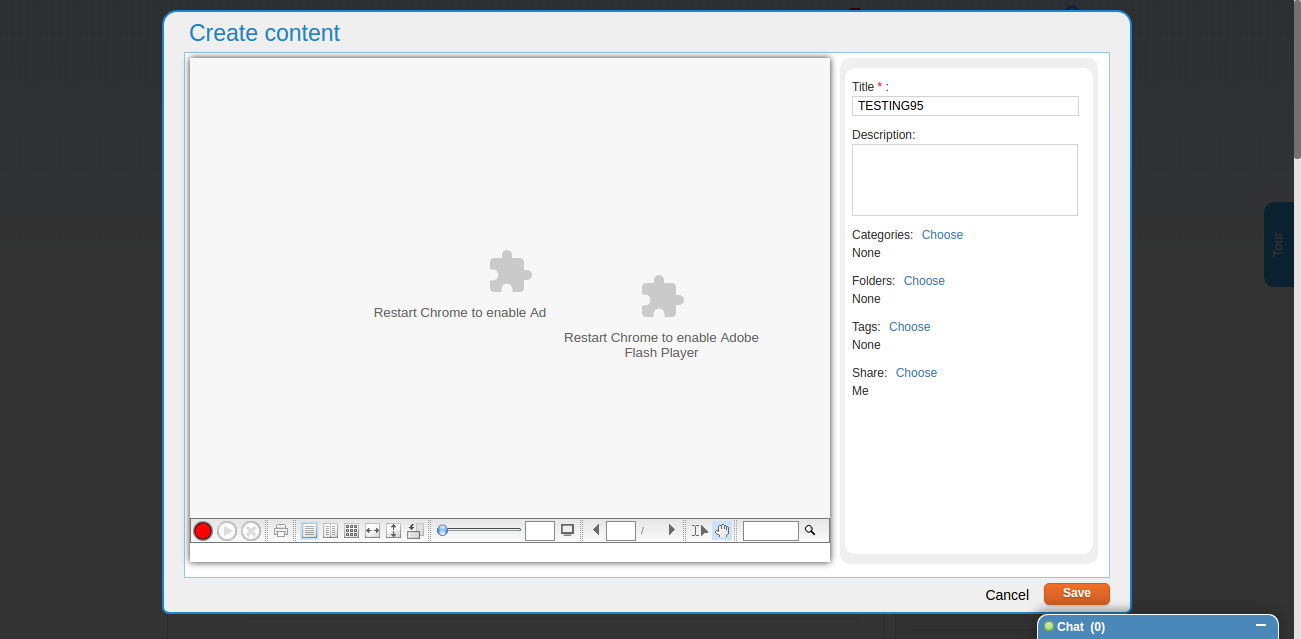 Create content
Title * :
TESTING95
Description:
Categories: Choose
None
Folders: Choose
None
Tags: Choose
None
Share: Choose
Me
Restart Chrome to enable Ad
Restart Chrome to enable Adobe
Flash Player
/
Cancel
Save
Tour
Chat (0)